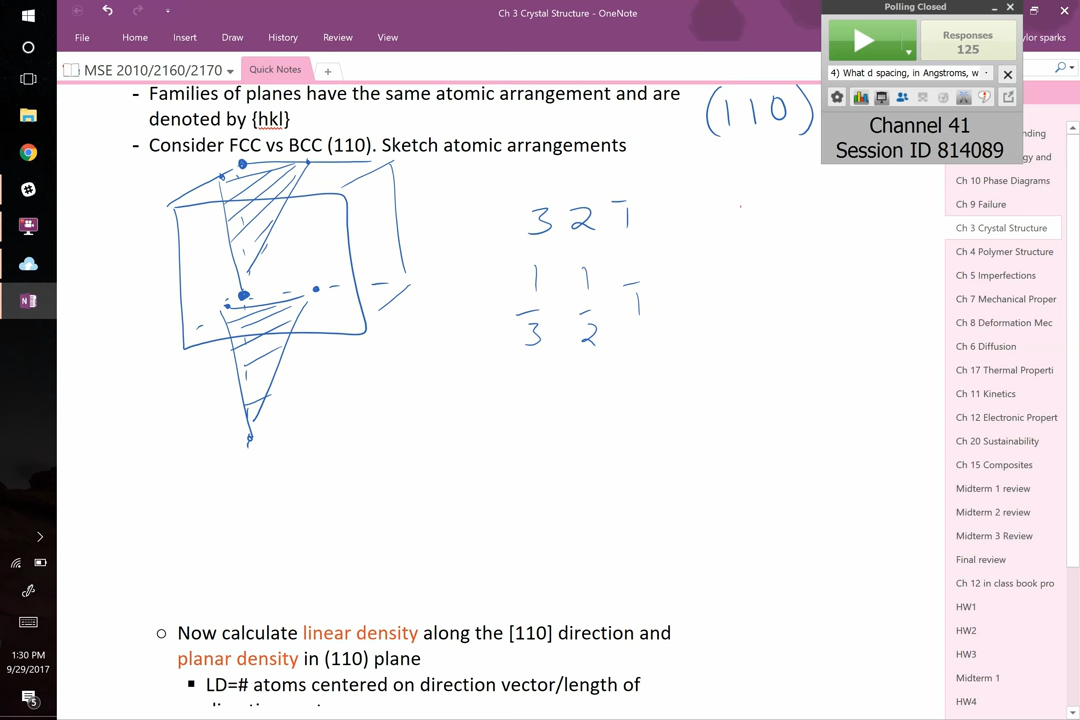 Ch 3 Crystal Structure - OneNote
Polling Closed
File Home Insert Draw History Review View
Responses
125
MSE 2010/2160/2170
Quick Notes
+
4) What d spacing, in Angstroms, w
Channel 41
Session ID 814089
- Families of planes have the same atomic arrangement and are
denoted by {hkl}
(110)
- Consider FCC vs BCC (110). Sketch atomic arrangements
3 2 1̅
1/3 1/2 1̅
Now calculate linear density along the [110] direction and
planar density in (110) plane
LD=# atoms centered on direction vector/length of
Ch 10 Phase Diagrams
Ch 9 Failure
Ch 3 Crystal Structure
Ch 4 Polymer Structure
Ch 5 Imperfections
Ch 7 Mechanical Proper
Ch 8 Deformation Mec
Ch 6 Diffusion
Ch 17 Thermal Properti
Ch 11 Kinetics
Ch 12 Electronic Propert
Ch 20 Sustainability
Ch 15 Composites
Midterm 1 review
Midterm 2 review
Midterm 3 Review
Final review
Ch 12 in class book pro
HW1
HW2
HW3
Midterm 1
HW4
1:30 PM
9/29/2017
5